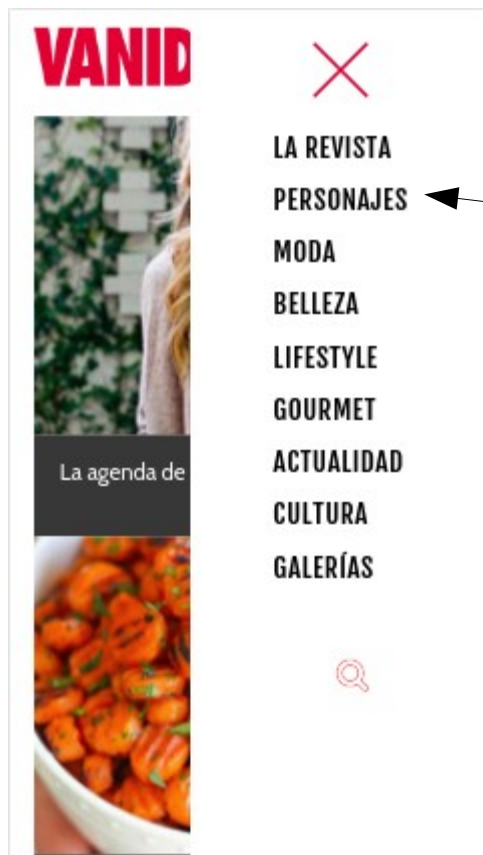 VANID
LA REVISTA
PERSONAJES
MODA
BELLEZA
LIFESTYLE
GOURMET
ACTUALIDAD
CULTURA
GALERÍAS
La agenda de